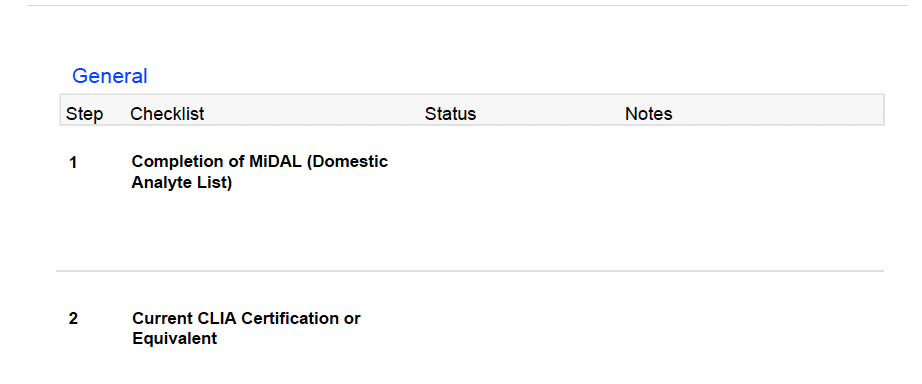 General
Step Checklist Status Notes
1 Completion of MiDAL (Domestic
Analyte List)
2 Current CLIA Certification or
Equivalent